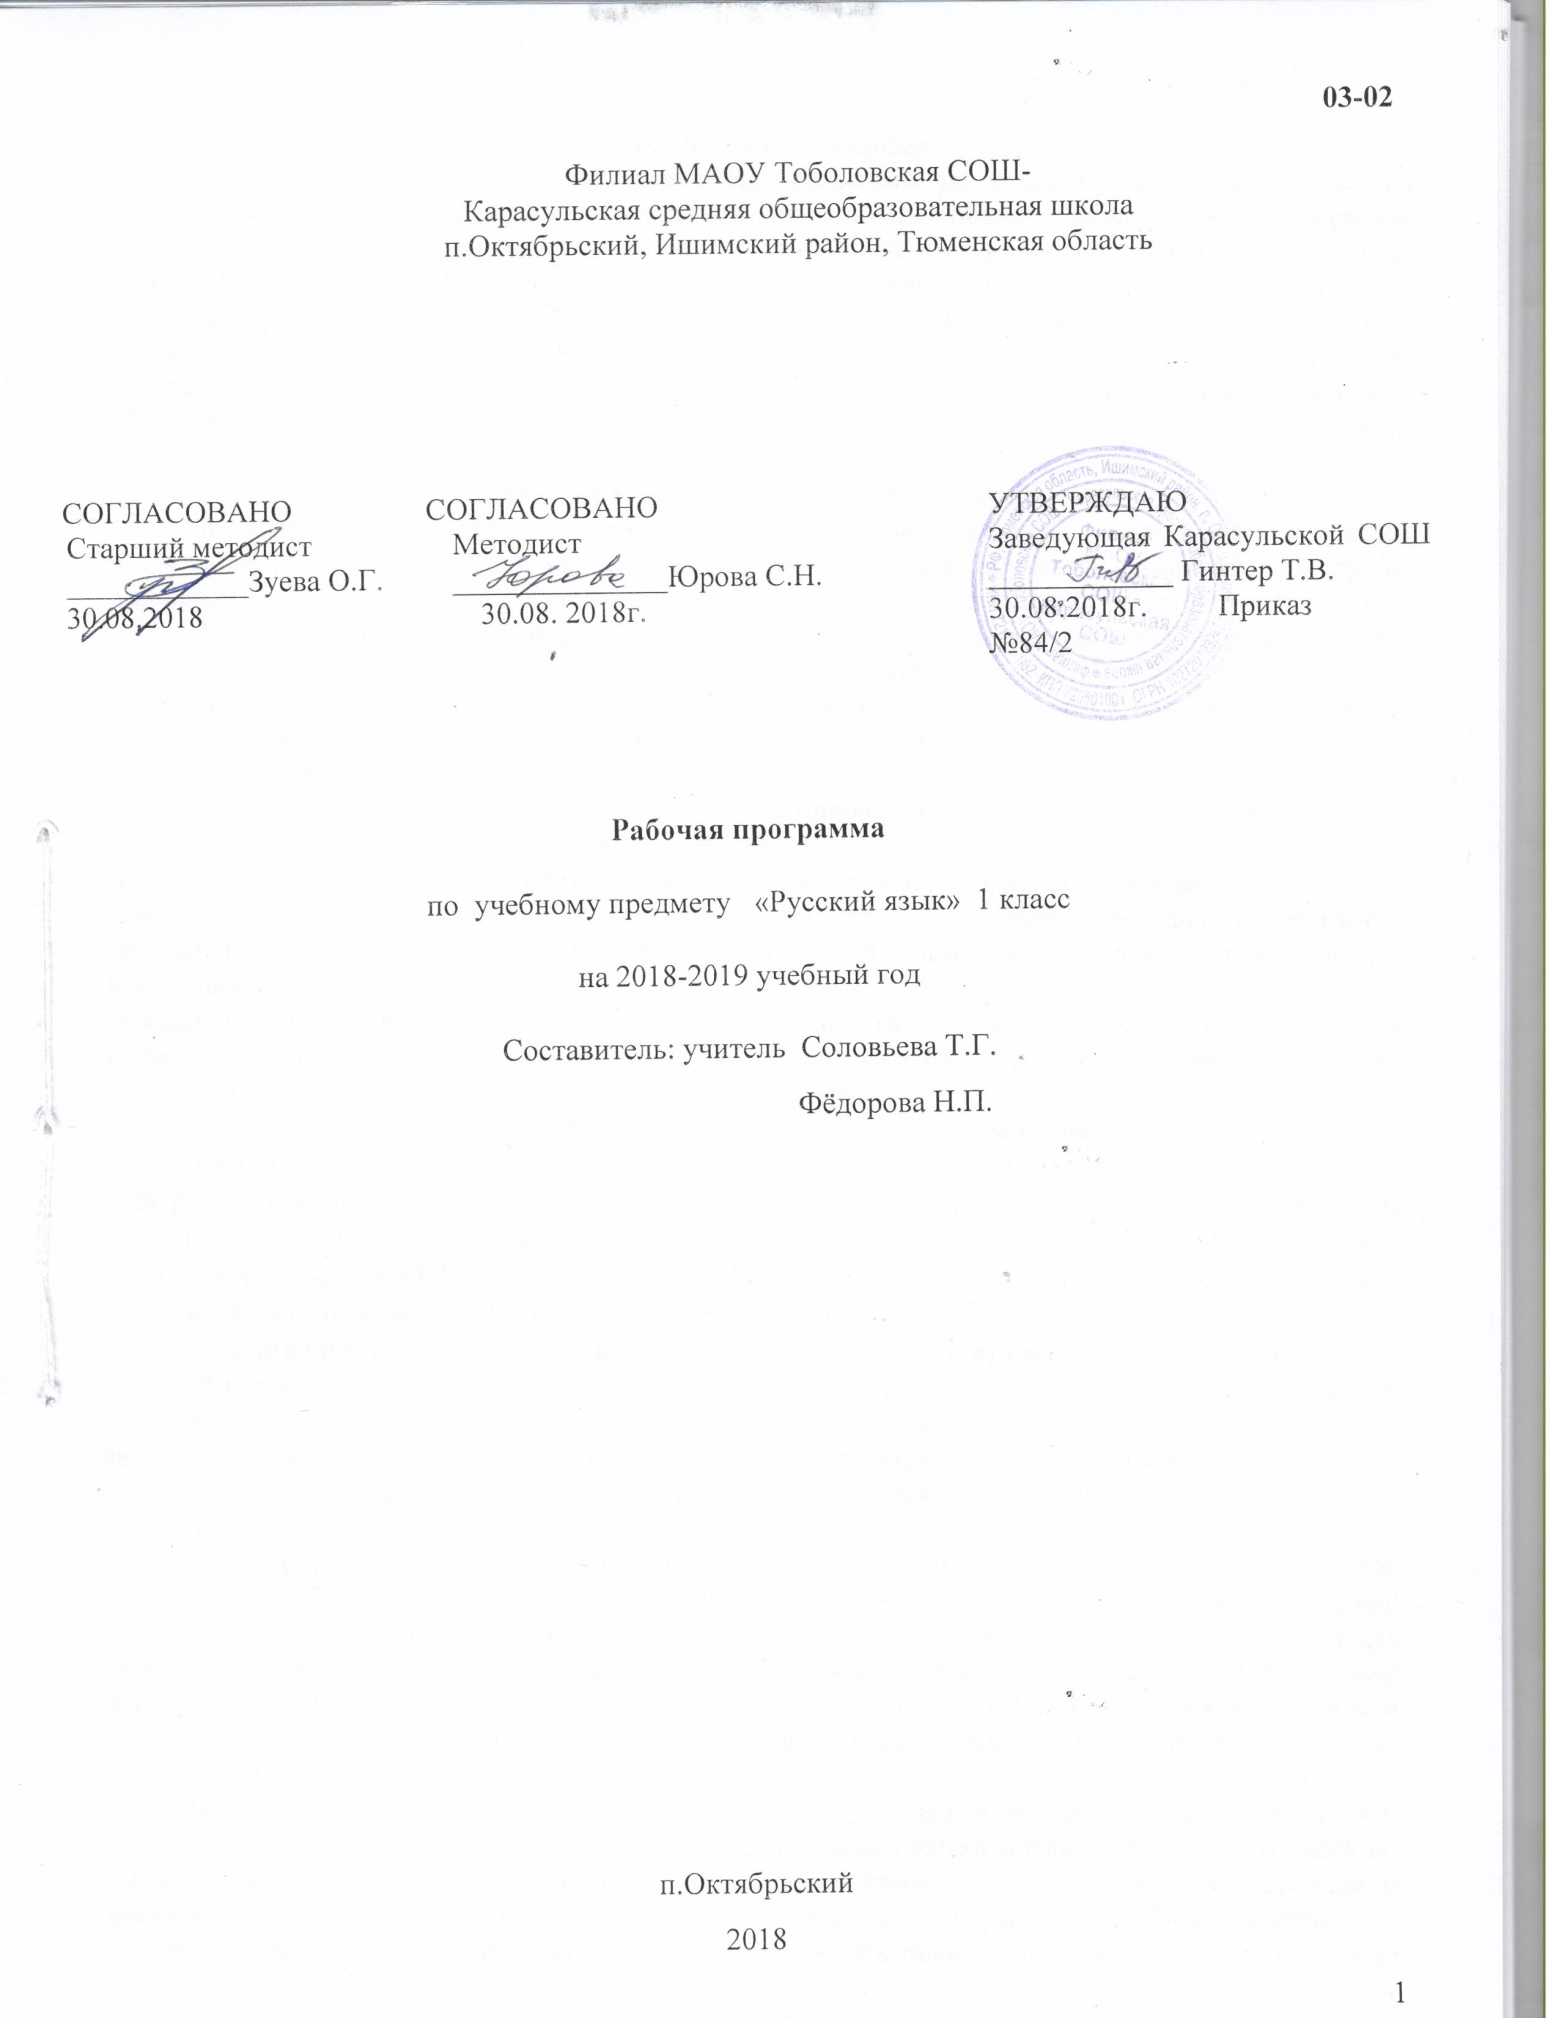 03-02
Филиал МАОУ Тоболовская СОШ-
Карасульская средняя общеобразовательная школа
п.Октябрьский, Ишимский район, Тюменская область
СОГЛАСОВАНО
Старший методист
Зуева О.Г.
30.08.2018
СОГЛАСОВАНО
Методист
Юрова С.Н.
30.08. 2018г.
УТВЕРЖДАЮ
Заведующая Карасульской СОШ
Гинтер Т.В.
30.08.2018г. Приказ
№84/2
Рабочая программа
по учебному предмету «Русский язык» 1 класс
на 2018-2019 учебный год
Составитель: учитель Соловьева Т.Г.
Фёдорова Н.П.
п.Октябрьский
2018
1